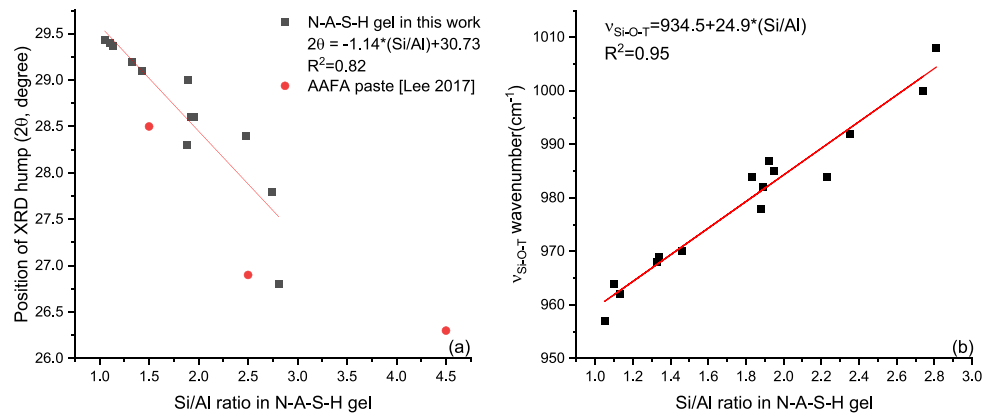 N-A-S-H gel in this work
2θ = -1.14*(Si/Al)+30.73
R²=0.82
AAFA paste [Lee 2017]
Position of XRD hump (2θ, degree)
29.5
29.0
28.5
28.0
27.5
27.0
26.5
26.0
1.0 1.5 2.0 2.5 3.0 3.5 4.0 4.5
Si/Al ratio in N-A-S-H gel
(a)
ν_Si-O-T=934.5+24.9*(Si/Al)
R²=0.95
ν_Si-O-T wavenumber(cm⁻¹)
1010
1000
990
980
970
960
950
1.0 1.2 1.4 1.6 1.8 2.0 2.2 2.4 2.6 2.8 3.0
Si/Al ratio in N-A-S-H gel
(b)